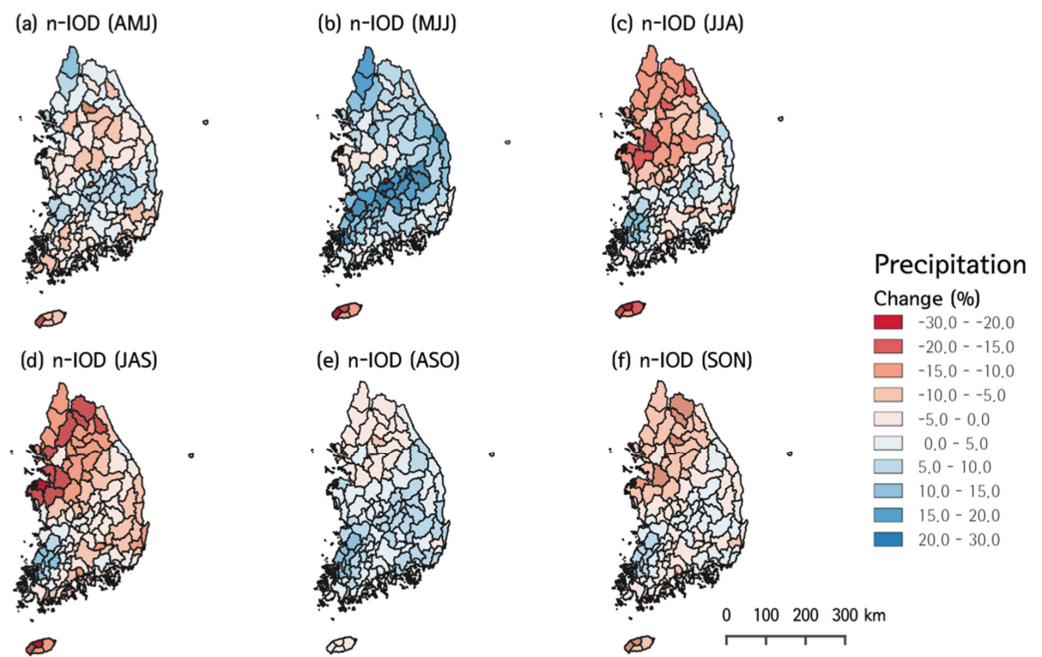 (a) n-IOD (AMJ)
(b) n-IOD (MJJ)
(c) n-IOD (JJA)
(d) n-IOD (JAS)
(e) n-IOD (ASO)
(f) n-IOD (SON)
Precipitation
Change (%)
-30.0 - -20.0
-20.0 - -15.0
-15.0 - -10.0
-10.0 - -5.0
-5.0 - 0.0
0.0 - 5.0
5.0 - 10.0
10.0 - 15.0
15.0 - 20.0
20.0 - 30.0
0 100 200 300 km